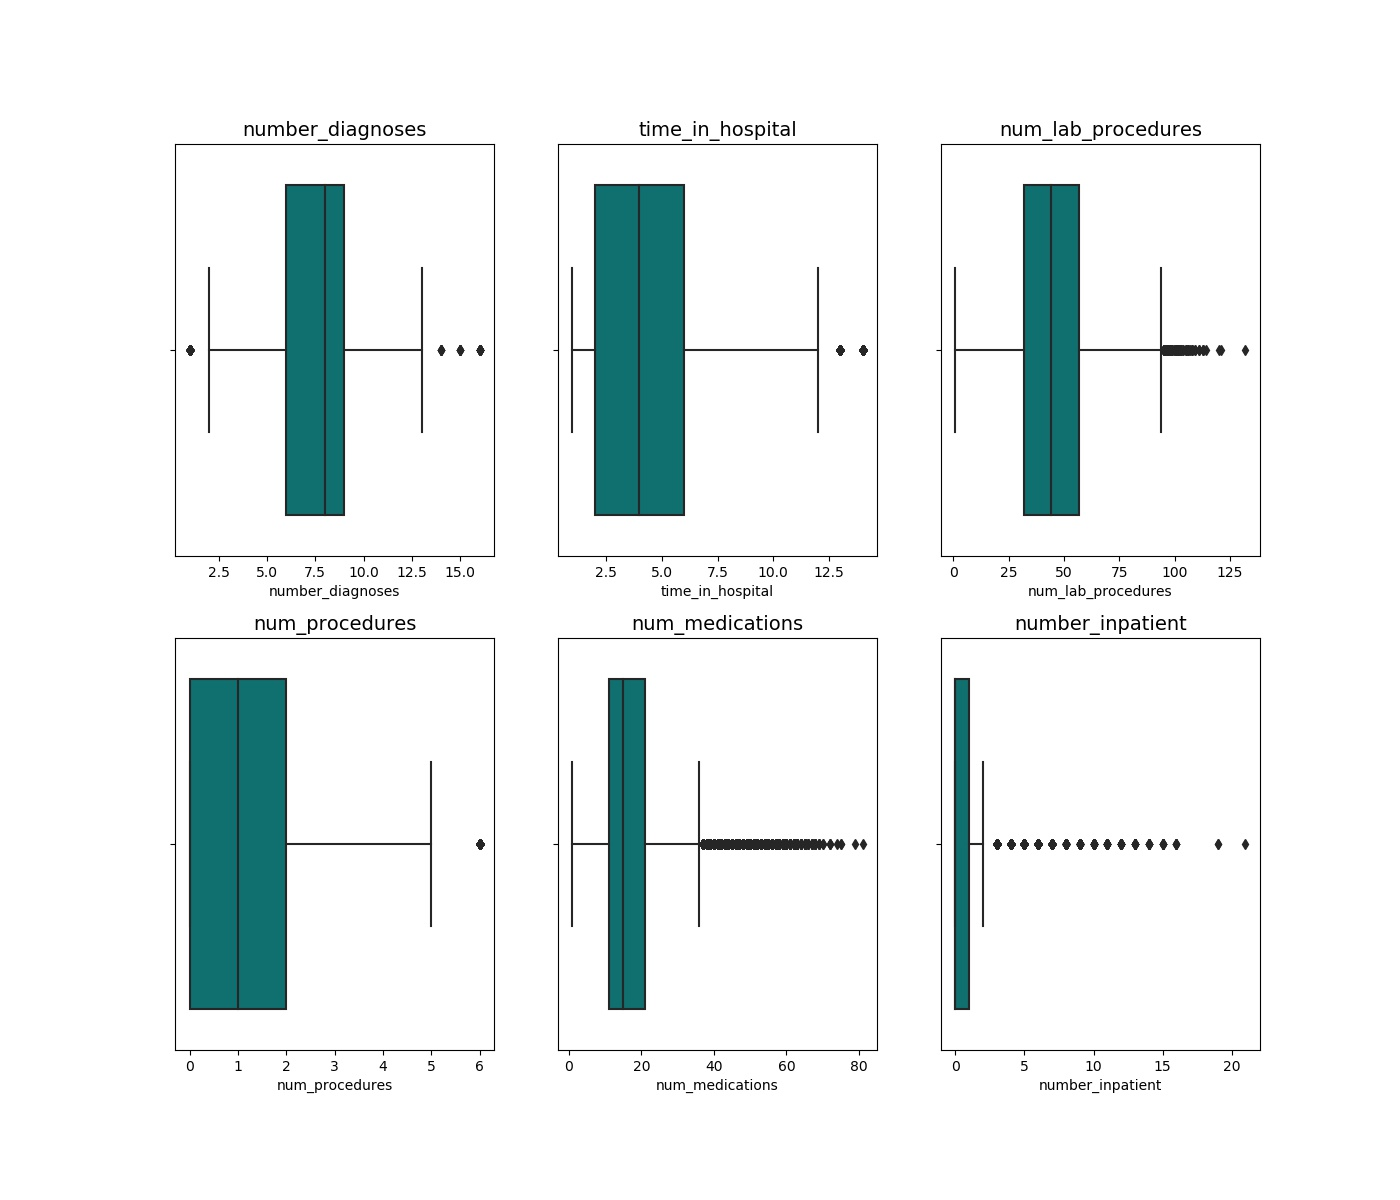 number_diagnoses
time_in_hospital
num_lab_procedures
2.5 5.0 7.5 10.0 12.5 15.0
2.5 5.0 7.5 10.0 12.5
0 25 50 75 100 125
number_diagnoses
time_in_hospital
num_lab_procedures
num_procedures
num_medications
number_inpatient
0 1 2 3 4 5 6
0 20 40 60 80
0 5 10 15 20
num_procedures
num_medications
number_inpatient